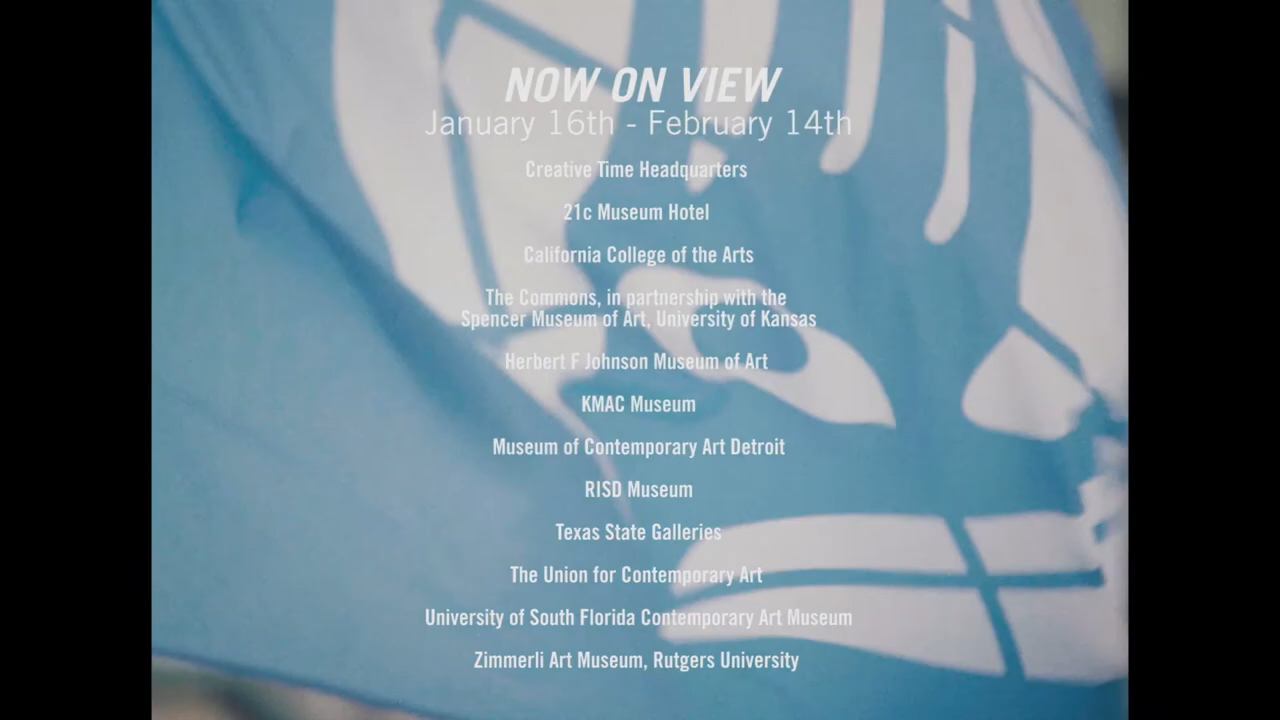 NOW ON VIEW
January 16th - February 14th
Creative Time Headquarters
21c Museum Hotel
California College of the Arts
The Commons, in partnership with the
Spencer Museum of Art, University of Kansas
Herbert F Johnson Museum of Art
KMAC Museum
Museum of Contemporary Art Detroit
RISD Museum
Texas State Galleries
The Union for Contemporary Art
University of South Florida Contemporary Art Museum
Zimmerli Art Museum, Rutgers University